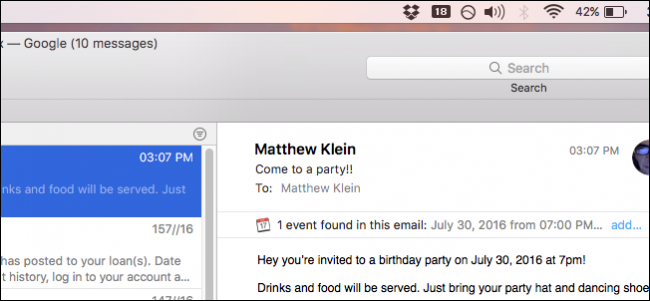 18 42%
— Google (10 messages)
Search
Search
03:07 PM
Drinks and food will be served. Just
157//16
has posted to your loan(s). Date
t history, log in to your account a...
147//16
Matthew Klein 03:07 PM
Come to a party!!
To: Matthew Klein
17 1 event found in this email: July 30, 2016 from 07:00 PM... add...
Hey you're invited to a birthday party on July 30, 2016 at 7pm!
Drinks and food will be served. Just bring your party hat and dancing shoe